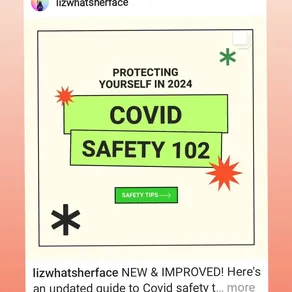 lizwhatsherface
PROTECTING
YOURSELF IN 2024
COVID
SAFETY 102
SAFETY TIPS
lizwhatsherface NEW & IMPROVED! Here's
an updated guide to Covid safety t... more